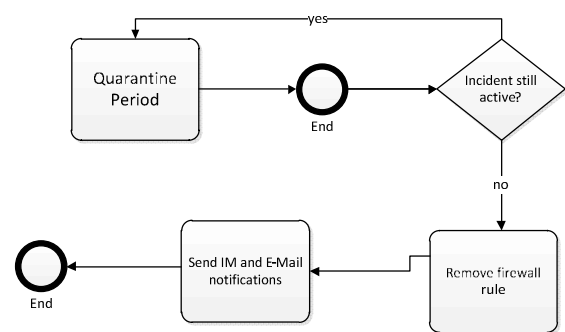 yes
Quarantine
Period
End
Incident still
active?
no
Remove firewall
rule
Send IM and E-Mail
notifications
End